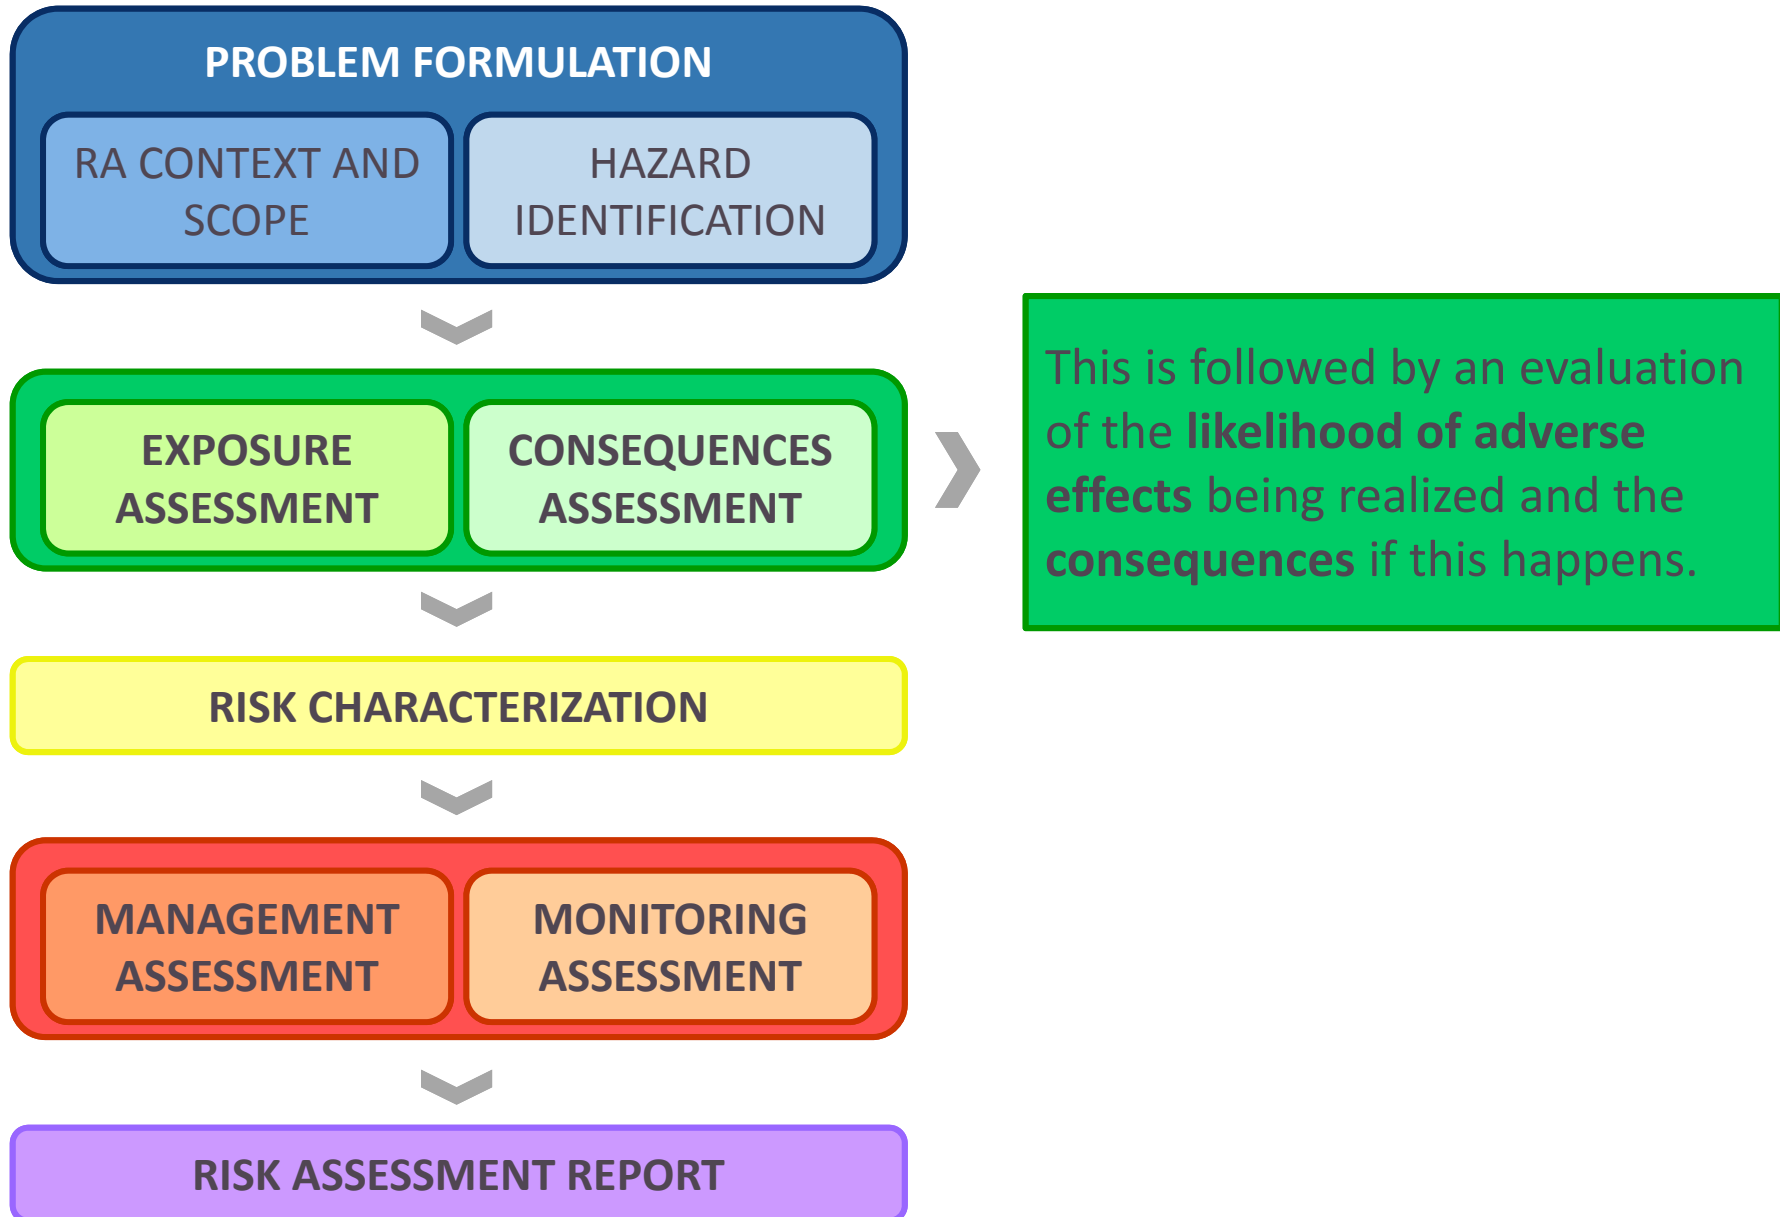 PROBLEM FORMULATION
RA CONTEXT AND
SCOPE
HAZARD
IDENTIFICATION
EXPOSURE
ASSESSMENT
CONSEQUENCES
ASSESSMENT
This is followed by an evaluation
of the likelihood of adverse
effects being realized and the
consequences if this happens.
RISK CHARACTERIZATION
MANAGEMENT
ASSESSMENT
MONITORING
ASSESSMENT
RISK ASSESSMENT REPORT